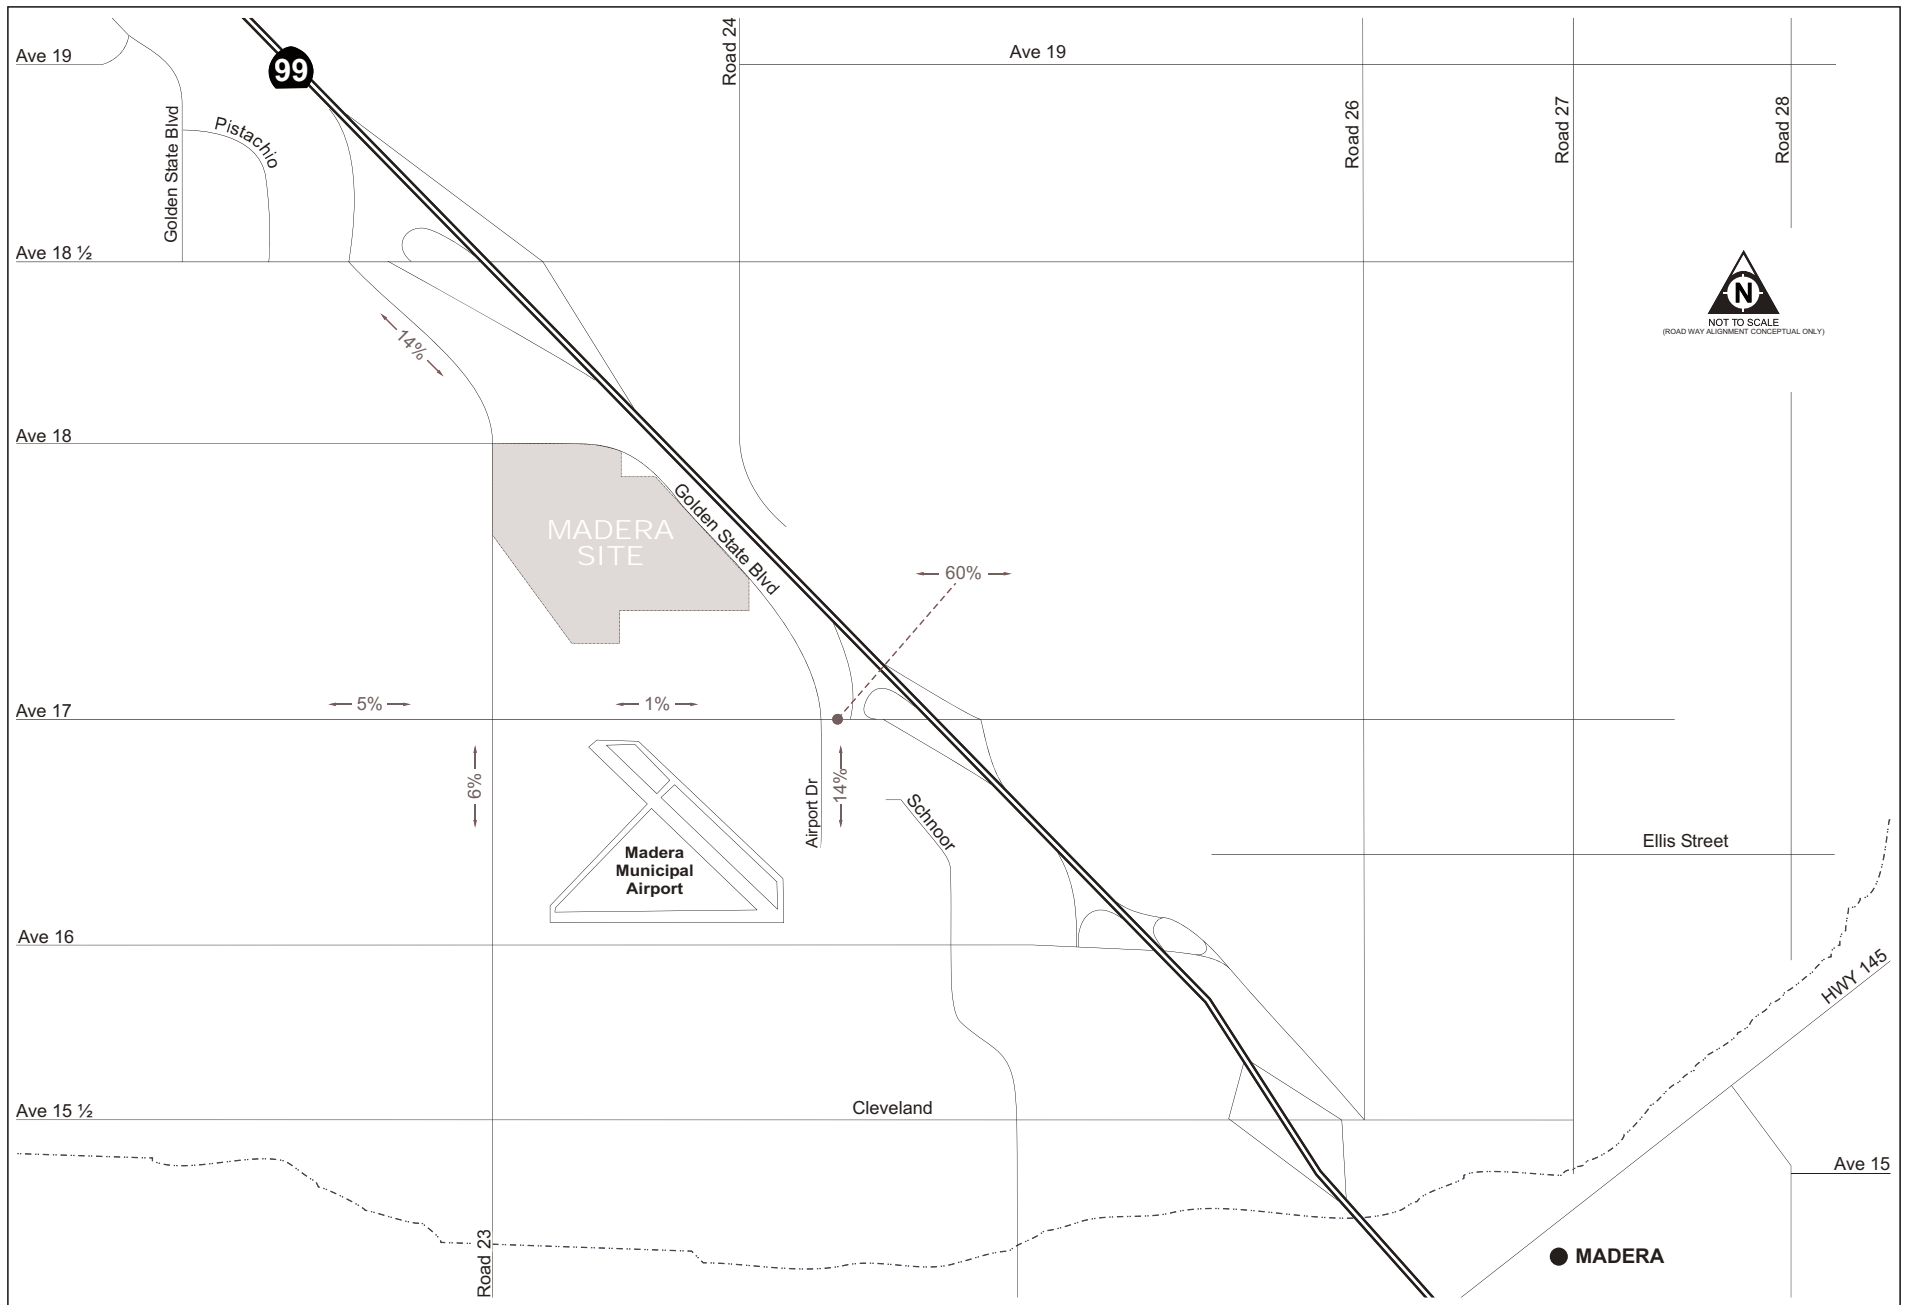 Ave 19
99
Road 24
Ave 19
Golden State Blvd
Pistachio
Road 26
Road 27
Road 28
Ave 18 ½
N
NOT TO SCALE
(ROAD WAY ALIGNMENT CONCEPTUAL ONLY)
14%
Ave 18
MADERA
SITE
Golden State Blvd
60%
Ave 17
5%
1%
6%
Airport Dr
14%
Schnoor
Madera
Municipal
Airport
Ellis Street
Ave 16
HWY 145
Ave 15 ½
Cleveland
Ave 15
Road 23
MADERA